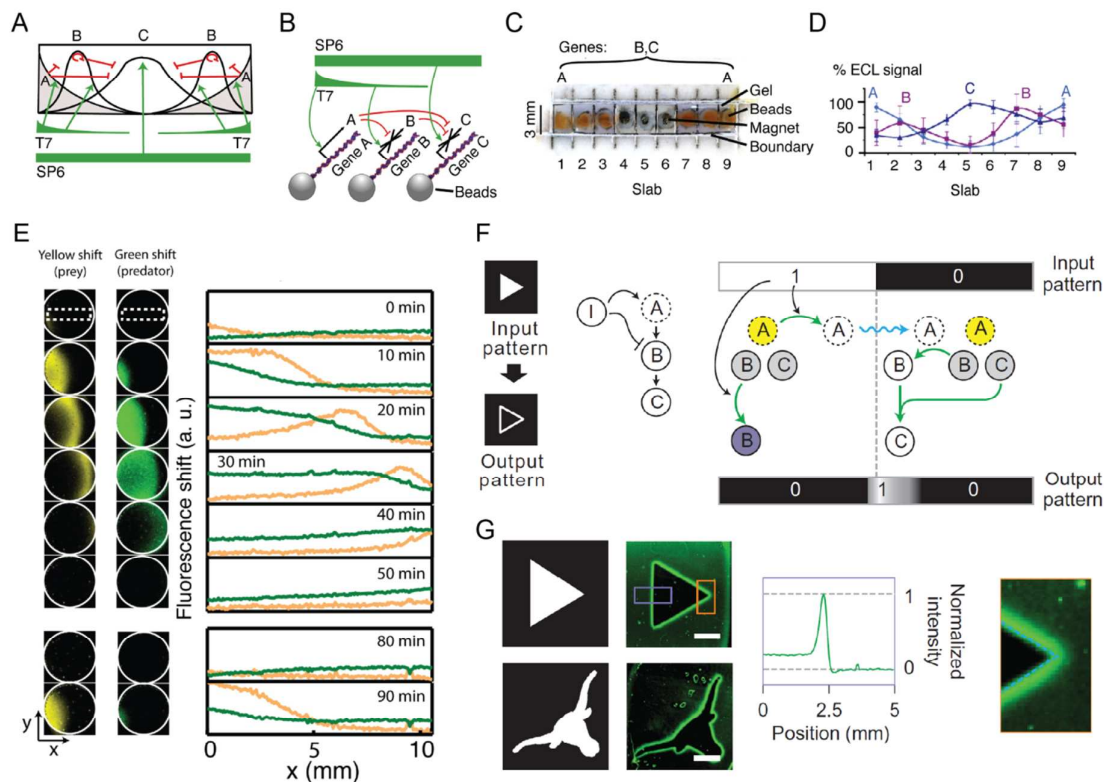 A
B C B
A A
T7 T7
SP6
B
SP6
T7
A B C
Gene A Gene B Gene C
Beads
C
Genes: B,C
A A
3 mm
Gel
Beads
Magnet
Boundary
1 2 3 4 5 6 7 8 9
Slab
D
% ECL signal
A B C B A
100
50
0
1 2 3 4 5 6 7 8 9
Slab
E
Yellow shift
(prey)
Green shift
(predator)
Fluorescence shift (a. u.)
0 min
10 min
20 min
30 min
40 min
50 min
80 min
90 min
y
x
0 5 10
x (mm)
F
Input
pattern
Output
pattern
I A
B
C
1 0
Input
pattern
A A A A
B C B B C
B C
0 1 0
Output
pattern
G
1
0
Normalized
intensity
0 2.5 5
Position (mm)